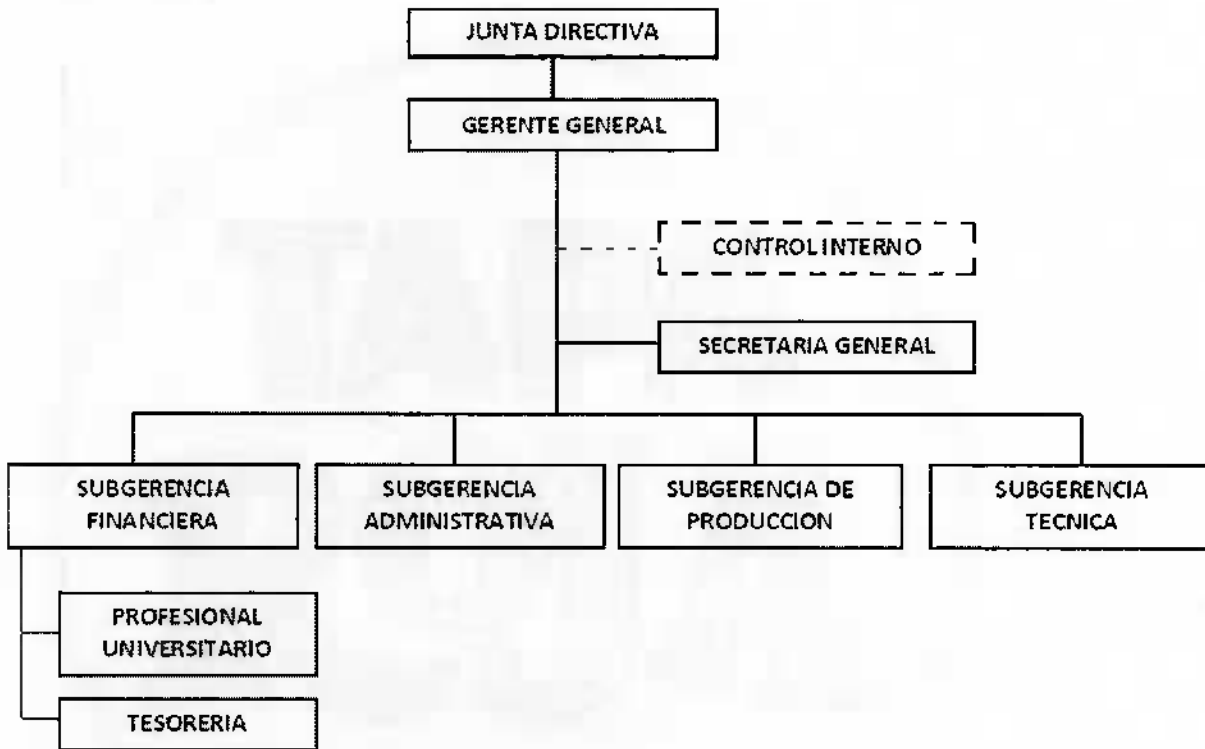 JUNTA DIRECTIVA
GERENTE GENERAL
CONTROL INTERNO
SECRETARIA GENERAL
SUBGERENCIA
FINANCIERA
SUBGERENCIA
ADMINISTRATIVA
SUBGERENCIA DE
PRODUCCION
SUBGERENCIA
TECNICA
PROFESIONAL
UNIVERSITARIO
TESORERIA